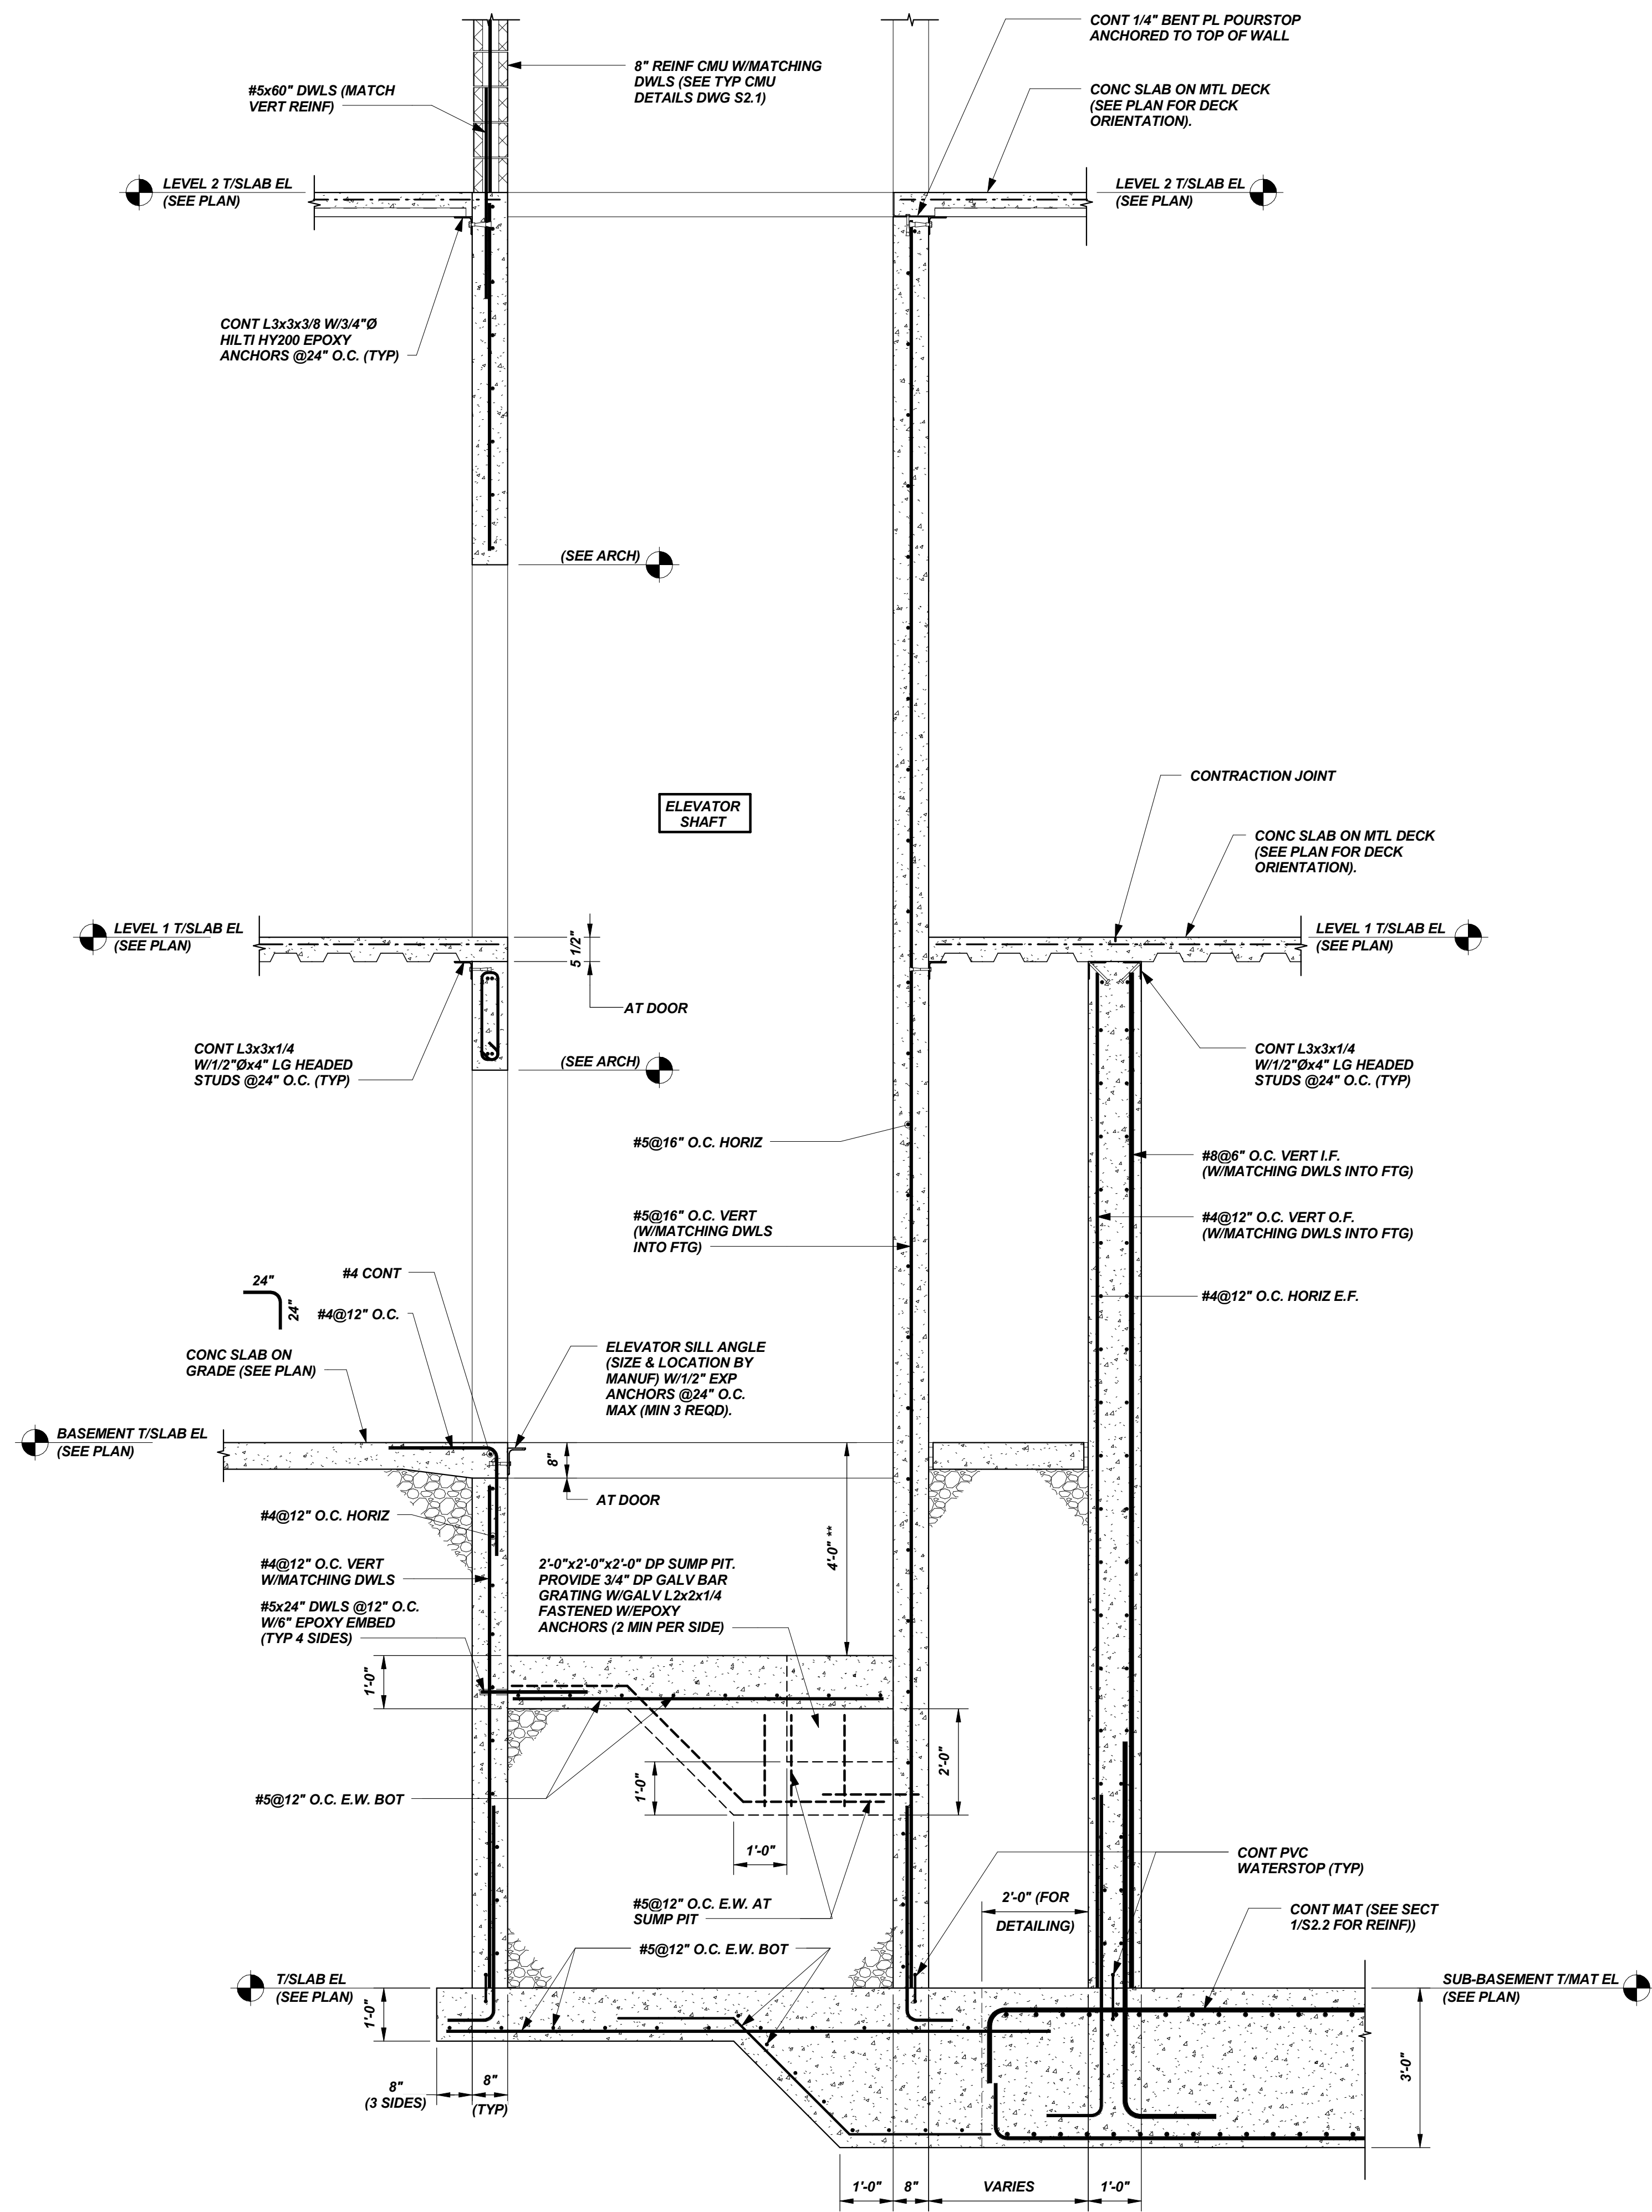 CONT 1/4" BENT PL POURSTOP
ANCHORED TO TOP OF WALL
8" REINF CMU W/MATCHING
DWLS (SEE TYP CMU
DETAILS DWG S2.1)
#5x60" DWLS (MATCH
VERT REINF)
CONC SLAB ON MTL DECK
(SEE PLAN FOR DECK
ORIENTATION).
LEVEL 2 T/SLAB EL
(SEE PLAN)
LEVEL 2 T/SLAB EL
(SEE PLAN)
CONT L3x3x3/8 W/3/4"Ø
HILTI HY200 EPOXY
ANCHORS @24" O.C. (TYP)
(SEE ARCH)
CONTRACTION JOINT
ELEVATOR
SHAFT
CONC SLAB ON MTL DECK
(SEE PLAN FOR DECK
ORIENTATION).
LEVEL 1 T/SLAB EL
(SEE PLAN)
5 1/2"
LEVEL 1 T/SLAB EL
(SEE PLAN)
AT DOOR
CONT L3x3x1/4
W/1/2"Øx4" LG HEADED
STUDS @24" O.C. (TYP)
(SEE ARCH)
CONT L3x3x1/4
W/1/2"Øx4" LG HEADED
STUDS @24" O.C. (TYP)
#5@16" O.C. HORIZ
#8@6" O.C. VERT I.F.
(W/MATCHING DWLS INTO FTG)
#5@16" O.C. VERT
(W/MATCHING DWLS
INTO FTG)
#4@12" O.C. VERT O.F.
(W/MATCHING DWLS INTO FTG)
#4 CONT
24"
24"
#4@12" O.C.
#4@12" O.C. HORIZ E.F.
CONC SLAB ON
GRADE (SEE PLAN)
ELEVATOR SILL ANGLE
(SIZE & LOCATION BY
MANUF) W/1/2" EXP
ANCHORS @24" O.C.
MAX (MIN 3 REQD).
BASEMENT T/SLAB EL
(SEE PLAN)
8"
AT DOOR
#4@12" O.C. HORIZ
4'-0" **
#4@12" O.C. VERT
W/MATCHING DWLS
2'-0"x2'-0"x2'-0" DP SUMP PIT.
PROVIDE 3/4" DP GALV BAR
GRATING W/GALV L2x2x1/4
FASTENED W/EPOXY
ANCHORS (2 MIN PER SIDE)
#5x24" DWLS @12" O.C.
W/6" EPOXY EMBED
(TYP 4 SIDES)
1'-0"
2'-0"
1'-0"
#5@12" O.C. E.W. BOT
1'-0"
CONT PVC
WATERSTOP (TYP)
2'-0" (FOR
DETAILING)
#5@12" O.C. E.W. AT
SUMP PIT
CONT MAT (SEE SECT
1/S2.2 FOR REINF))
#5@12" O.C. E.W. BOT
T/SLAB EL
(SEE PLAN)
SUB-BASEMENT T/MAT EL
(SEE PLAN)
1'-0"
3'-0"
8"
(3 SIDES)
8"
(TYP)
1'-0"
8"
VARIES
1'-0"